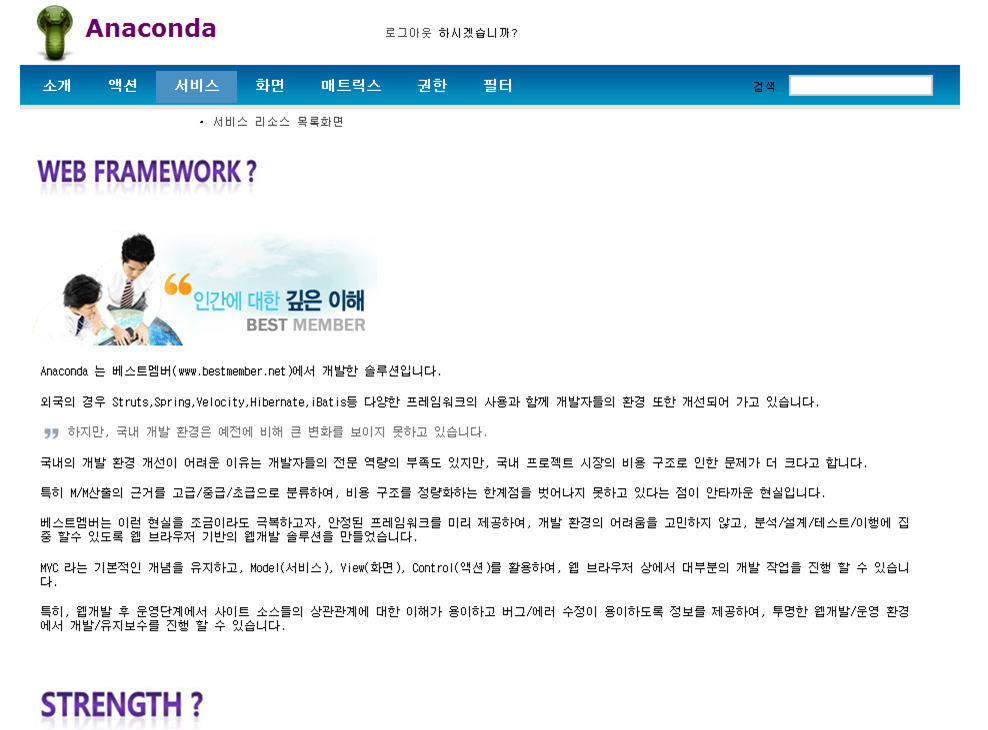 Anaconda
로그아웃 하시겠습니까?
소개 액션 서비스 화면 매트릭스 권한 필터 검색
• 서비스 리소스 목록화면
WEB FRAMEWORK ?
“인간에 대한 깊은 이해
BEST MEMBER
Anaconda 는 베스트멤버(www.bestmember.net)에서 개발한 솔루션입니다.
외국의 경우 Struts,Spring,Velocity,Hibernate,iBatis등 다양한 프레임워크의 사용과 함께 개발자들의 환경 또한 개선되어 가고 있습니다.
” 하지만, 국내 개발 환경은 예전에 비해 큰 변화를 보이지 못하고 있습니다.
국내의 개발 환경 개선이 어려운 이유는 개발자들의 전문 역량의 부족도 있지만, 국내 프로젝트 시장의 비용 구조로 인한 문제가 더 크다고 합니다.
특히 M/M산출의 근거를 고급/중급/초급으로 분류하여, 비용 구조를 정량화하는 한계점을 벗어나지 못하고 있다는 점이 안타까운 현실입니다.
베스트멤버는 이런 현실을 조금이라도 극복하고자, 안정된 프레임워크를 미리 제공하여, 개발 환경의 어려움을 고민하지 않고, 분석/설계/테스트/이행에 집
중 할수 있도록 웹 브라우저 기반의 웹개발 솔루션을 만들었습니다.
MVC 라는 기본적인 개념을 유지하고, Model(서비스), View(화면), Control(액션)를 활용하여, 웹 브라우저 상에서 대부분의 개발 작업을 진행 할 수 있습니
다.
특히, 웹개발 후 운영단계에서 사이트 소스들의 상관관계에 대한 이해가 용이하고 버그/에러 수정이 용이하도록 정보를 제공하여, 투명한 웹개발/운영 환경
에서 개발/유지보수를 진행 할 수 있습니다.
STRENGTH ?